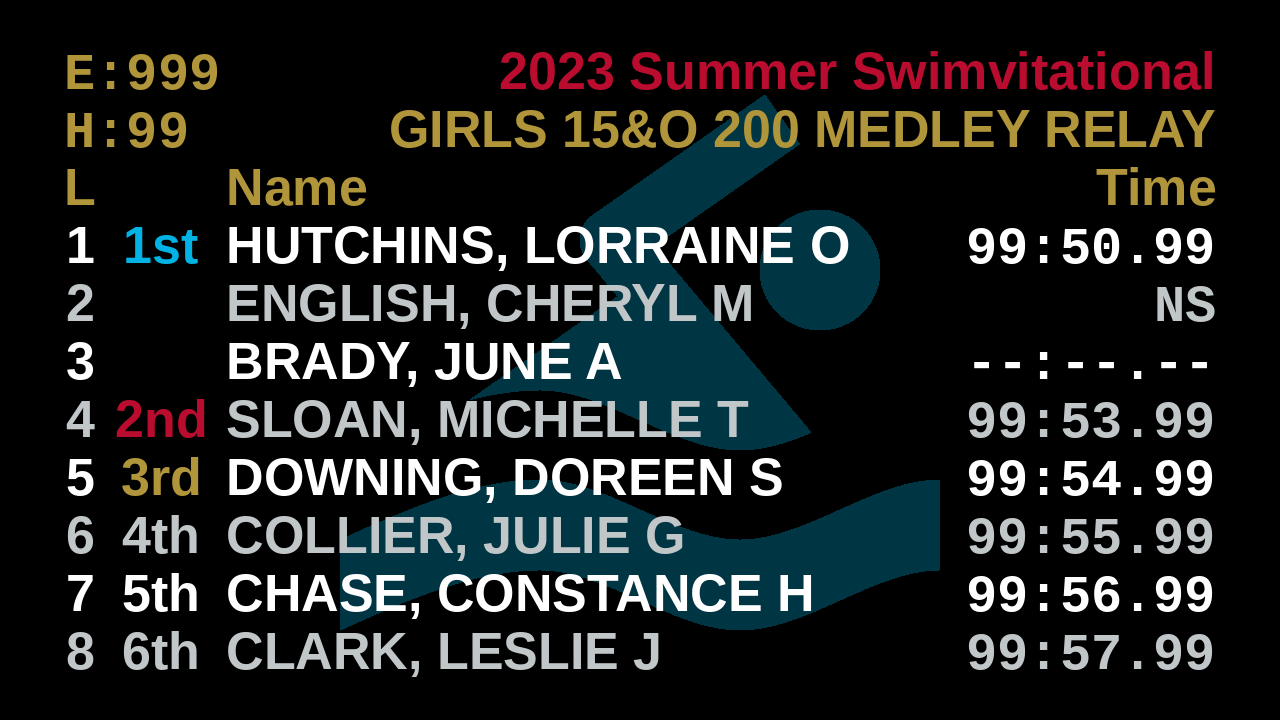 E:999 2023 Summer Swimvitational
H:99 GIRLS 15&O 200 MEDLEY RELAY
L Name Time
1 1st HUTCHINS, LORRAINE O 99:50.99
2 ENGLISH, CHERYL M NS
3 BRADY, JUNE A --:--.--
4 2nd SLOAN, MICHELLE T 99:53.99
5 3rd DOWNING, DOREEN S 99:54.99
6 4th COLLIER, JULIE G 99:55.99
7 5th CHASE, CONSTANCE H 99:56.99
8 6th CLARK, LESLIE J 99:57.99